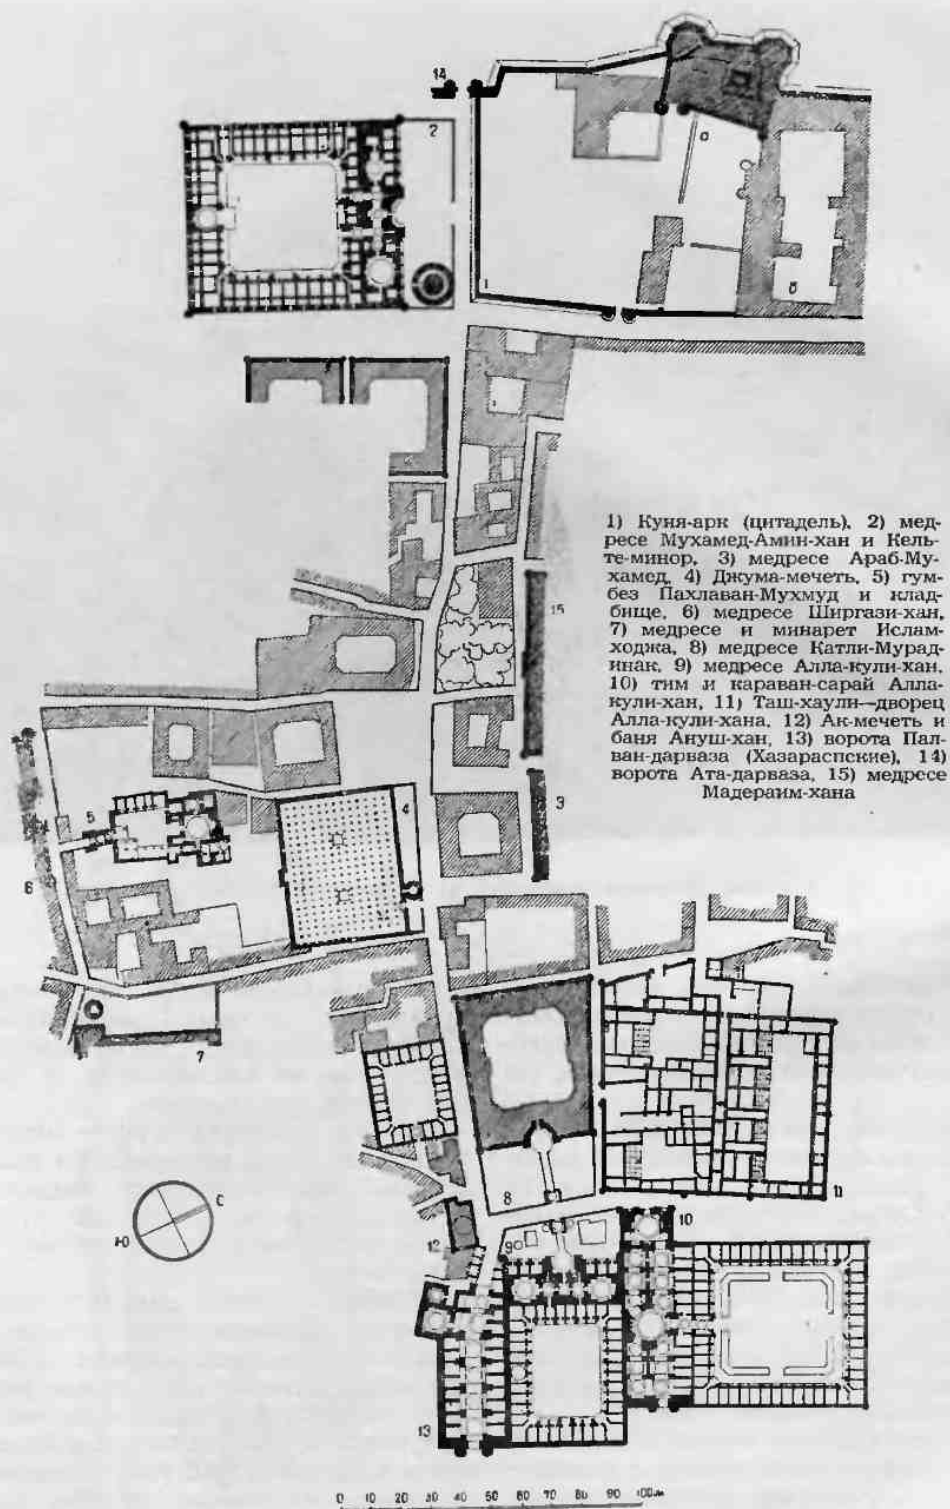 14
2
а
1
б
15
1) Куня-арк (цитадель), 2) мед-
ресе Мухамед-Амин-хан и Кель-
те-минор, 3) медресе Араб-Му-
хамед, 4) Джума-мечеть, 5) гум-
без Пахлаван-Мухмуд и клад-
бище, 6) медресе Ширгази-хан,
7) медресе и минарет Ислам-
ходжа, 8) медресе Катли-Мурад-
инак, 9) медресе Алла-кули-хан,
10) тим и караван-сарай Алла-
кули-хан, 11) Таш-хаули—дворец
Алла-кули-хана, 12) Ак-мечеть и
баня Ануш-хан, 13) ворота Пал-
ван-дарваза (Хазараспские), 14)
ворота Ата-дарваза, 15) медресе
Мадераим-хана
3
4
5
6
7
8
11
С
Ю
10
12
9
13
0 10 20 30 40 50 60 70 80 90 100м